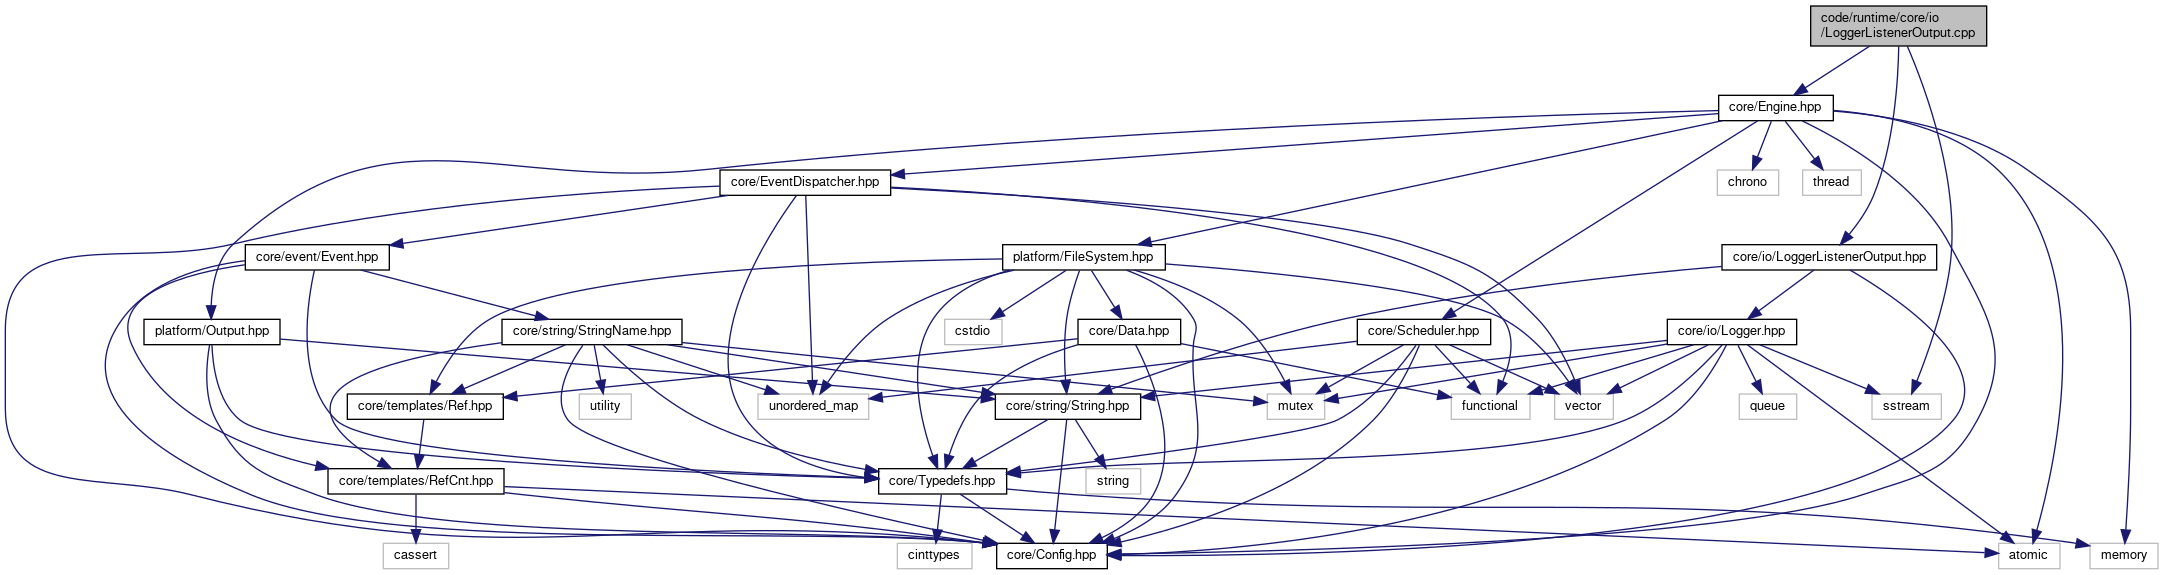 code/runtime/core/io
/LoggerListenerOutput.cpp
core/Engine.hpp
core/EventDispatcher.hpp
chrono
thread
core/event/Event.hpp
platform/FileSystem.hpp
core/io/LoggerListenerOutput.hpp
platform/Output.hpp
core/string/StringName.hpp
cstdio
core/Data.hpp
core/Scheduler.hpp
core/io/Logger.hpp
core/templates/Ref.hpp
utility
unordered_map
core/string/String.hpp
mutex
functional
vector
queue
sstream
core/templates/RefCnt.hpp
core/Typedefs.hpp
string
cassert
cinttypes
core/Config.hpp
atomic
memory